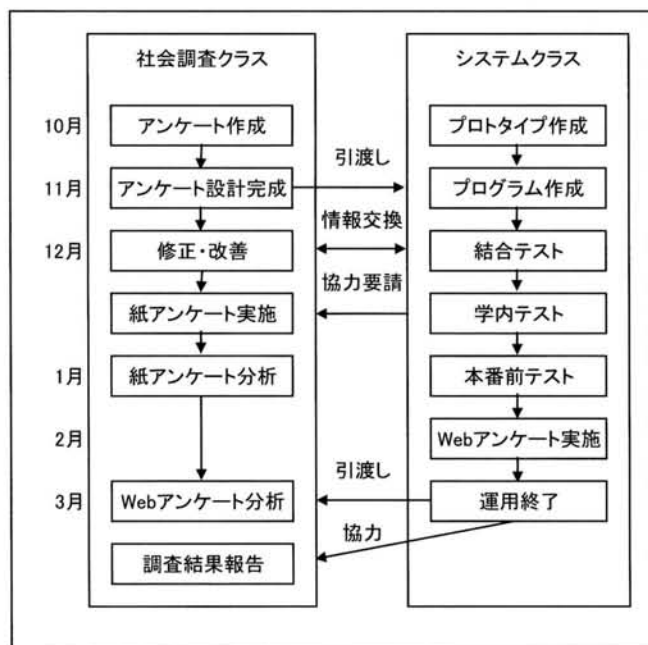 社会調査クラス
システムクラス
10月
アンケート作成
プロトタイプ作成
引渡し
11月
アンケート設計完成
プログラム作成
情報交換
12月
修正・改善
結合テスト
協力要請
紙アンケート実施
学内テスト
1月
紙アンケート分析
本番前テスト
2月
Webアンケート実施
引渡し
3月
Webアンケート分析
運用終了
協力
調査結果報告